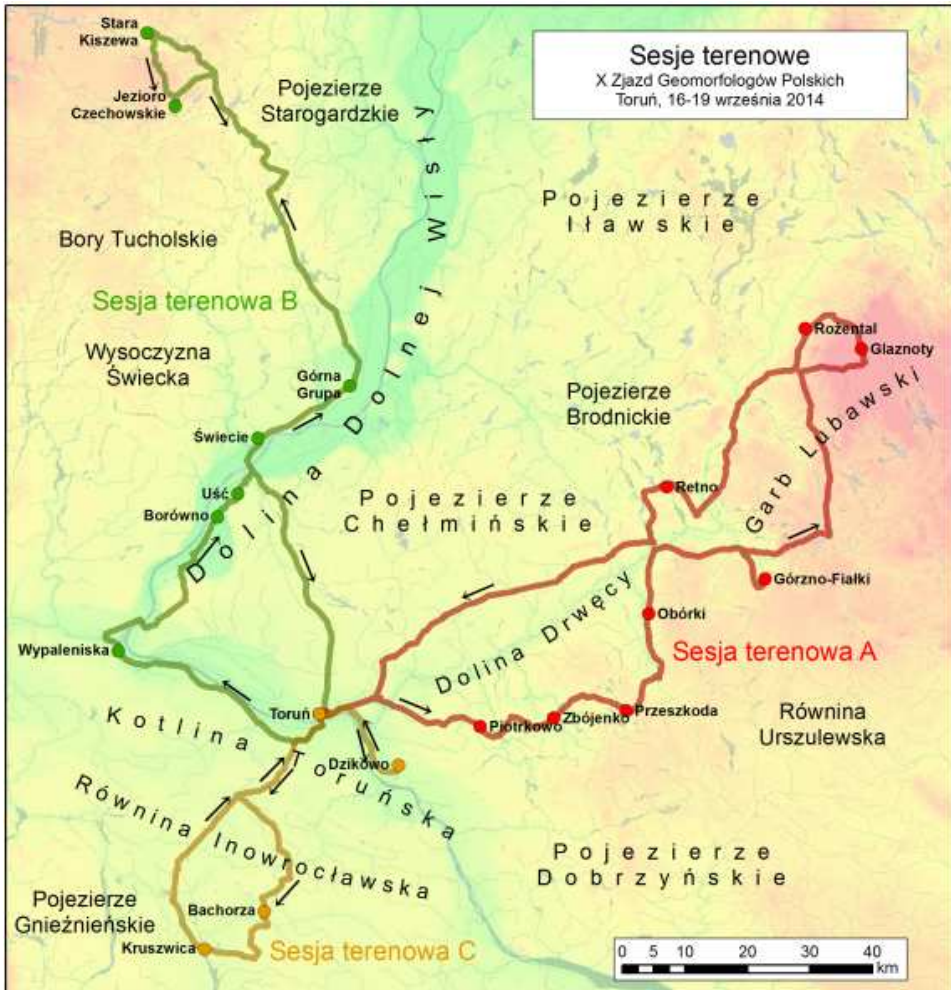 Stara
Kiszewa
Jezioro
Czechowskie
Pojezierze
Starogardzkie
Sesje terenowe
X Zjazd Geomorfologów Polskich
Toruń, 16-19 września 2014
Pojezierze
Iławskie
Bory Tucholskie
Sesja terenowa B
Dolina Dolnej Wisły
Wysoczyzna
Świecka
Górna
Grupa
Rożental
Glaznoty
Pojezierze
Brodnickie
Garb Lubawski
Świecie
Uść
Borówno
Pojezierze
Chełmińskie
Retno
Górzno-Fiałki
Dolina Drwęcy
Obórki
Wypaleniska
Sesja terenowa A
Toruń
Piotrkowo
Zbójenko
Przeszkoda
Równina
Urszulewska
Kotlina Toruńska
Dzikowo
Równina Inowrocławska
Pojezierze
Dobrzyńskie
Pojezierze
Gnieźnieńskie
Bachorza
Kruszwica
Sesja terenowa C
0 5 10 20 30 40
km